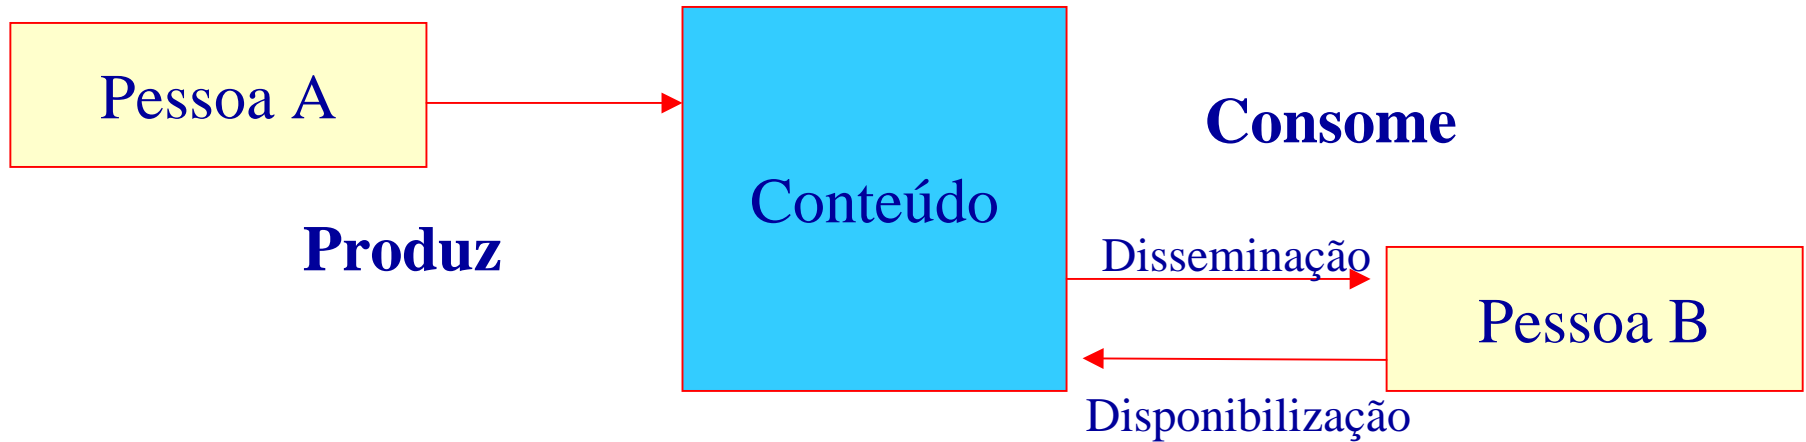 Pessoa A
Produz
Conteúdo
Consome
Disseminação
Pessoa B
Disponibilização